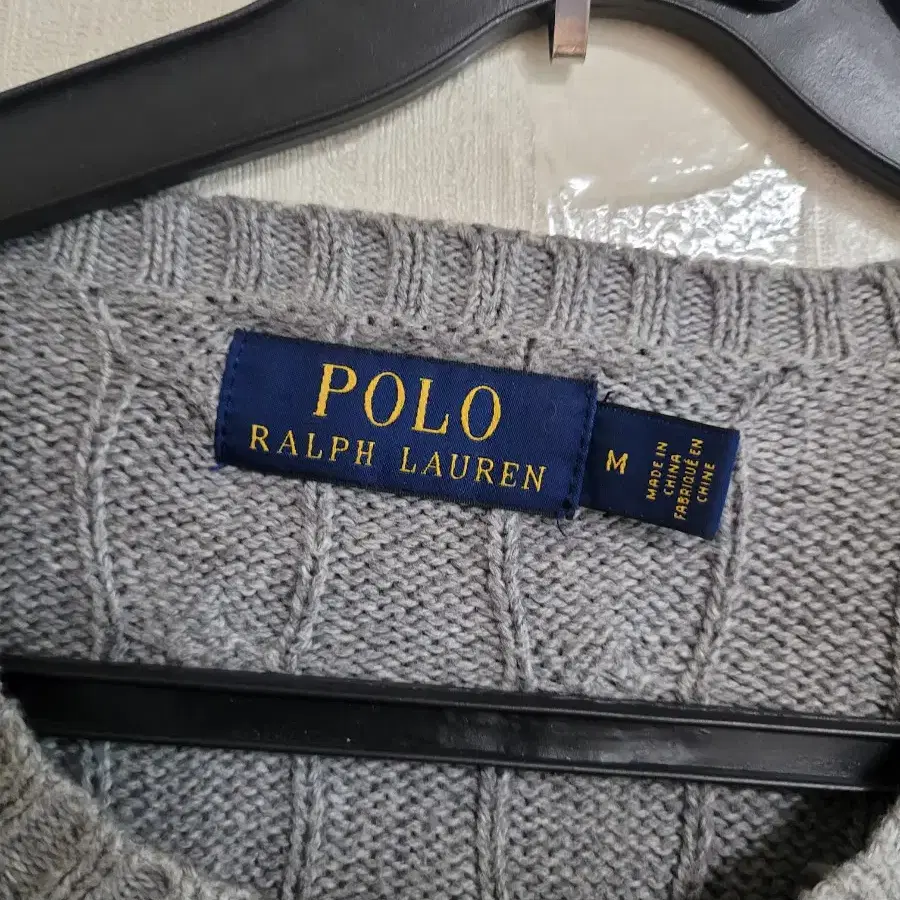 POLO
RALPH LAUREN
M
MADE IN
CHINA
FABRIQUÉ EN
CHINE